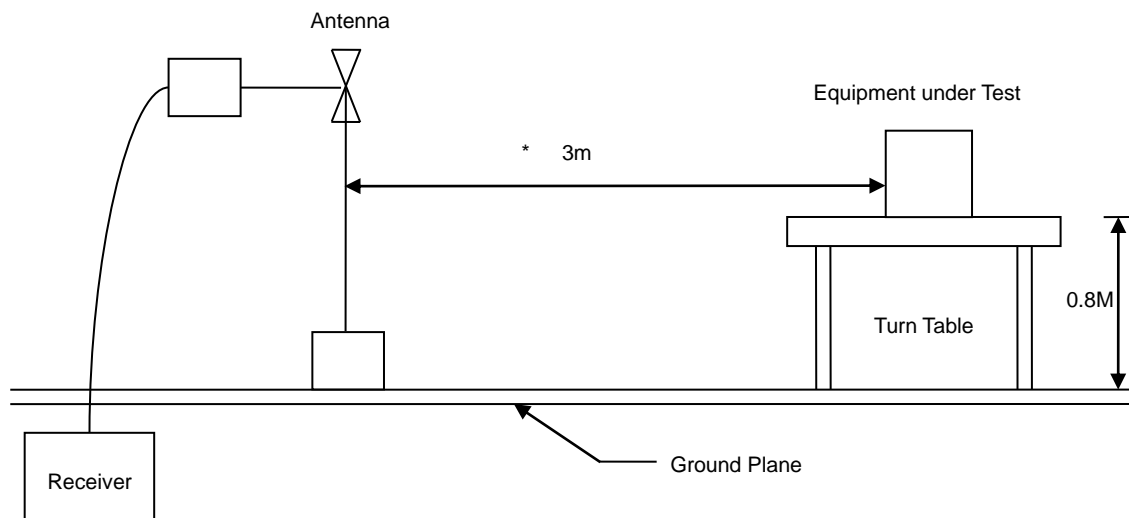 Antenna
Equipment under Test
* 3m
0.8M
Turn Table
Ground Plane
Receiver